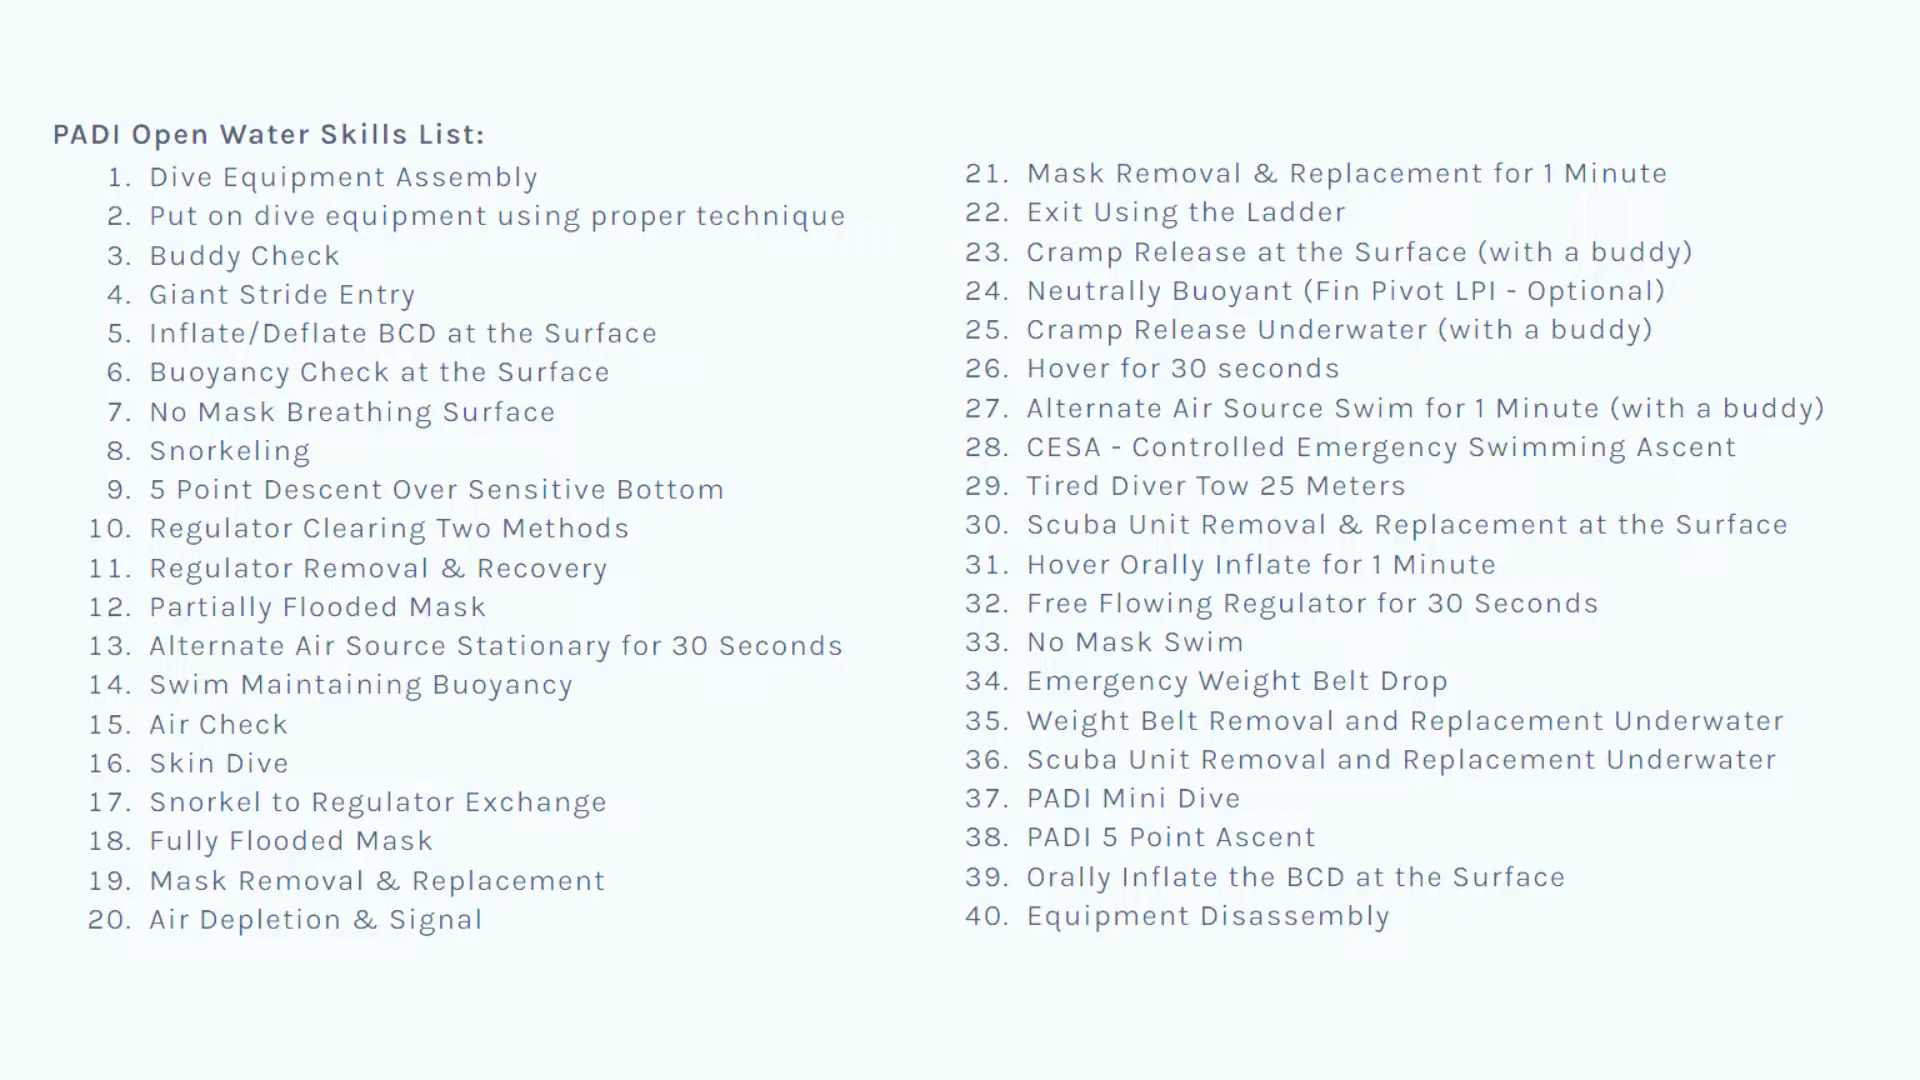 PADI Open Water Skills List:
1. Dive Equipment Assembly
2. Put on dive equipment using proper technique
3. Buddy Check
4. Giant Stride Entry
5. Inflate/Deflate BCD at the Surface
6. Buoyancy Check at the Surface
7. No Mask Breathing Surface
8. Snorkeling
9. 5 Point Descent Over Sensitive Bottom
10. Regulator Clearing Two Methods
11. Regulator Removal & Recovery
12. Partially Flooded Mask
13. Alternate Air Source Stationary for 30 Seconds
14. Swim Maintaining Buoyancy
15. Air Check
16. Skin Dive
17. Snorkel to Regulator Exchange
18. Fully Flooded Mask
19. Mask Removal & Replacement
20. Air Depletion & Signal
21. Mask Removal & Replacement for 1 Minute
22. Exit Using the Ladder
23. Cramp Release at the Surface (with a buddy)
24. Neutrally Buoyant (Fin Pivot LPI - Optional)
25. Cramp Release Underwater (with a buddy)
26. Hover for 30 seconds
27. Alternate Air Source Swim for 1 Minute (with a buddy)
28. CESA - Controlled Emergency Swimming Ascent
29. Tired Diver Tow 25 Meters
30. Scuba Unit Removal & Replacement at the Surface
31. Hover Orally Inflate for 1 Minute
32. Free Flowing Regulator for 30 Seconds
33. No Mask Swim
34. Emergency Weight Belt Drop
35. Weight Belt Removal and Replacement Underwater
36. Scuba Unit Removal and Replacement Underwater
37. PADI Mini Dive
38. PADI 5 Point Ascent
39. Orally Inflate the BCD at the Surface
40. Equipment Disassembly